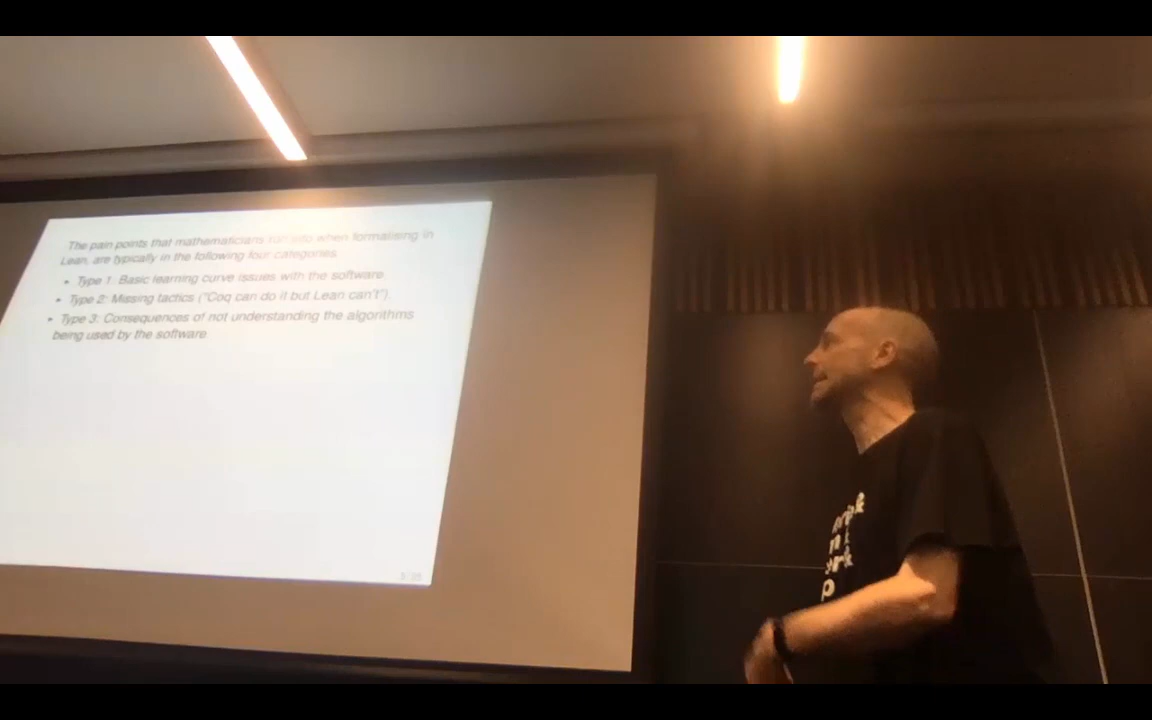 The pain points that mathematicians run into when formalising in
Lean, are typically in the following four categories.
▸ Type 1: Basic learning curve issues with the software.
▸ Type 2: Missing tactics ("Coq can do it but Lean can't").
▸ Type 3: Consequences of not understanding the algorithms
being used by the software